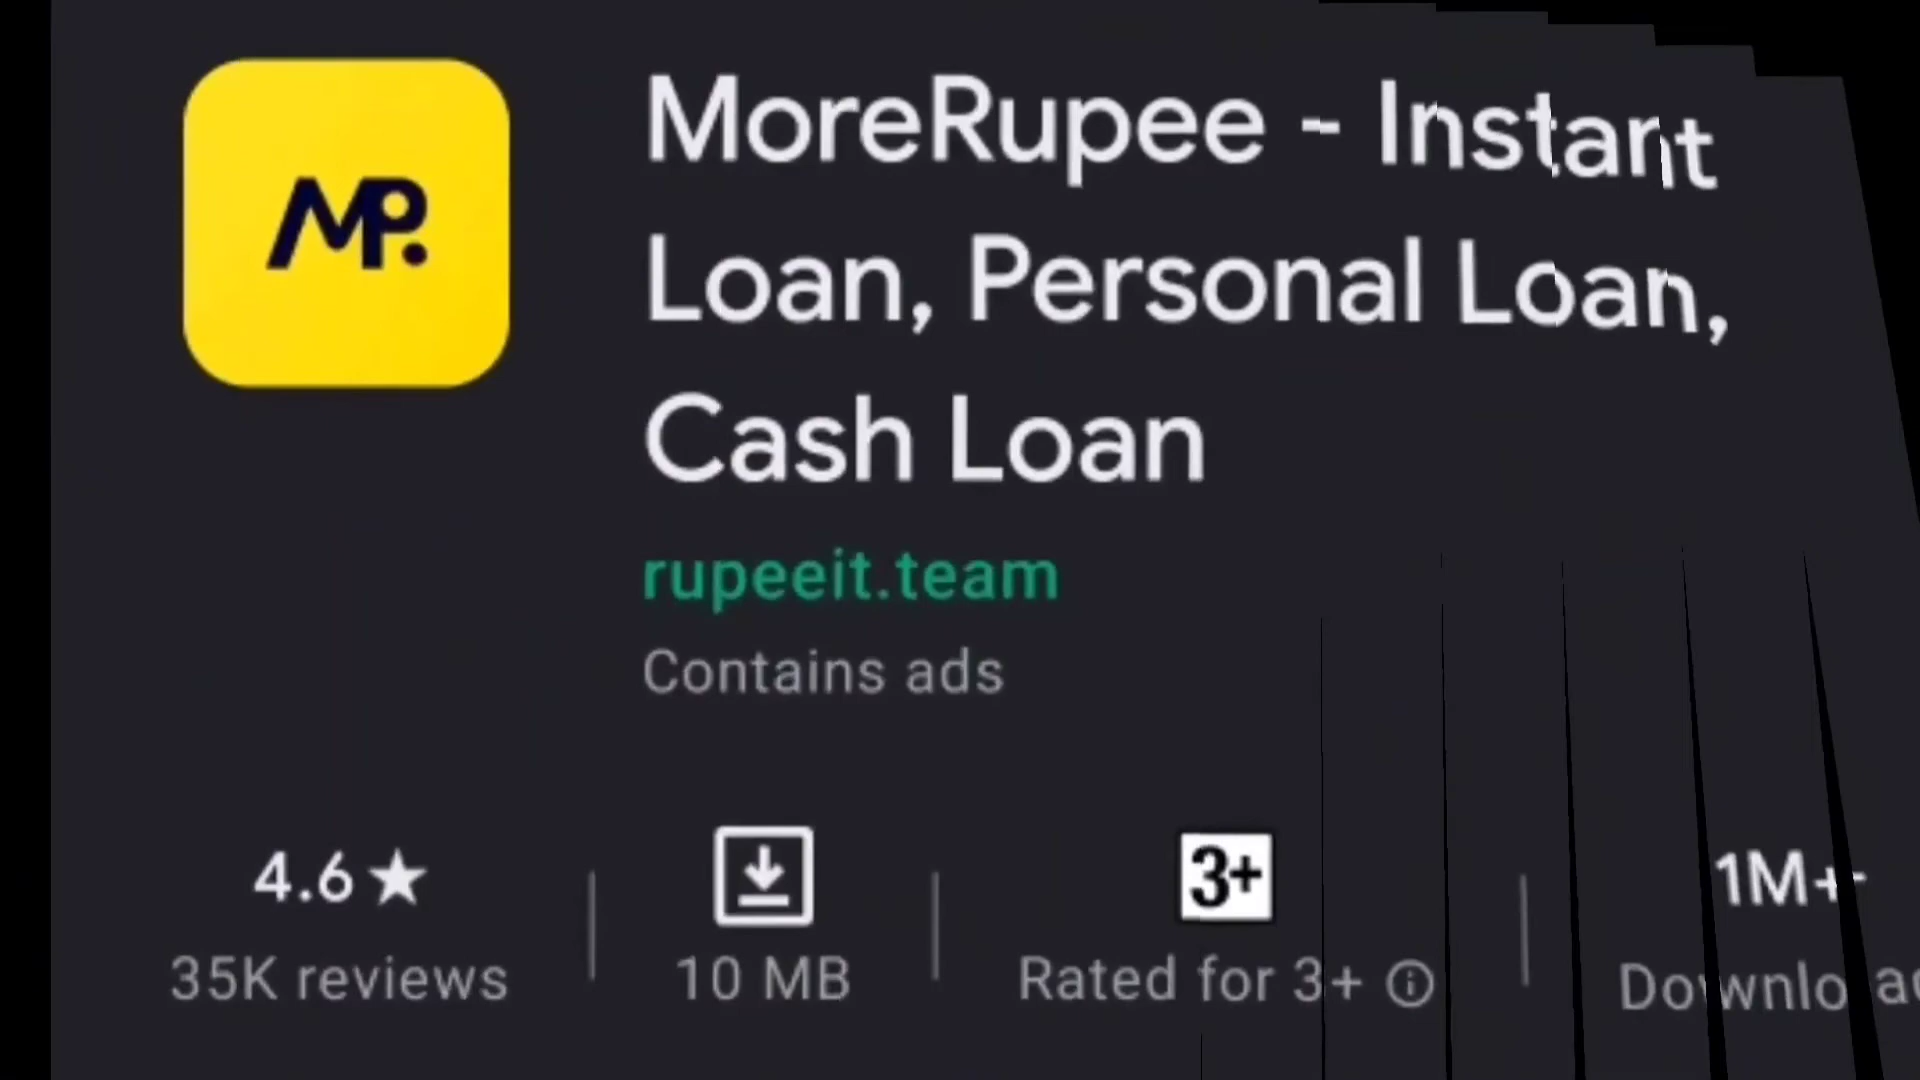 MP.
MoreRupee - Instant
Loan, Personal Loan,
Cash Loan
rupeeit.team
Contains ads
4.6★
35K reviews
10 MB
3+
Rated for 3+
1M+